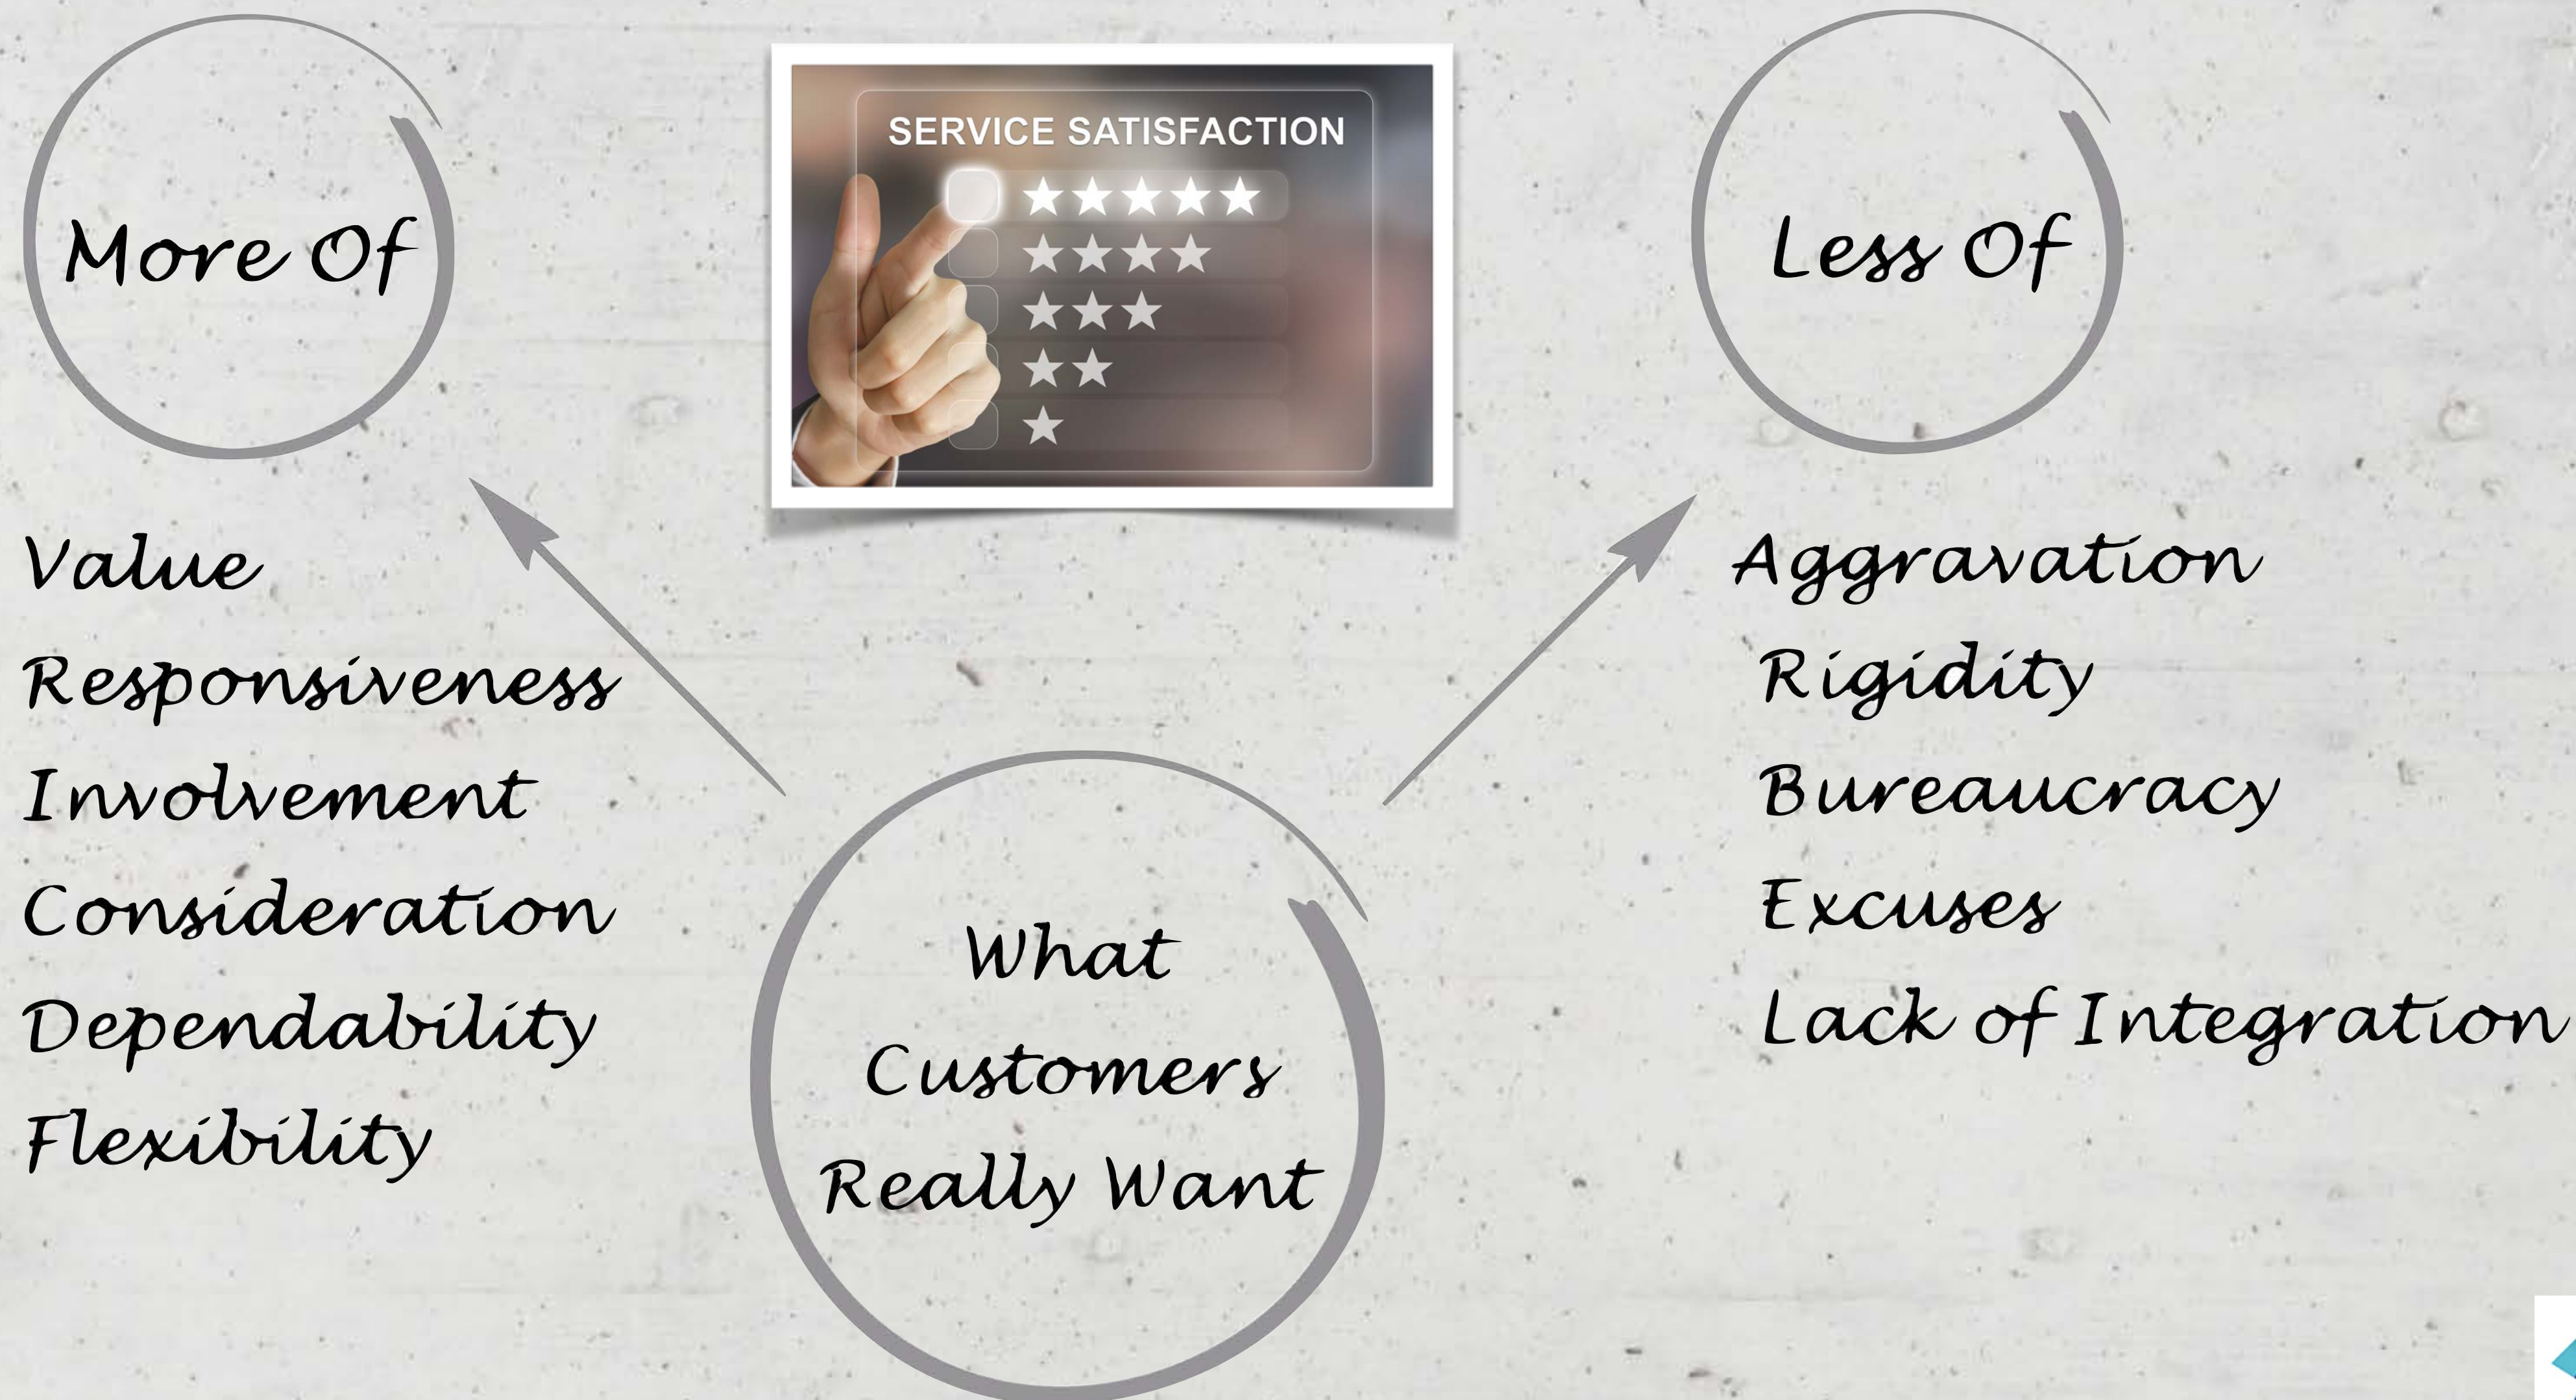 More Of
SERVICE SATISFACTION
Less Of
Value
Responsiveness
Involvement
Consideration
Dependability
Flexibility
Aggravation
Rigidity
Bureaucracy
Excuses
Lack of Integration
What
Customers
Really Want